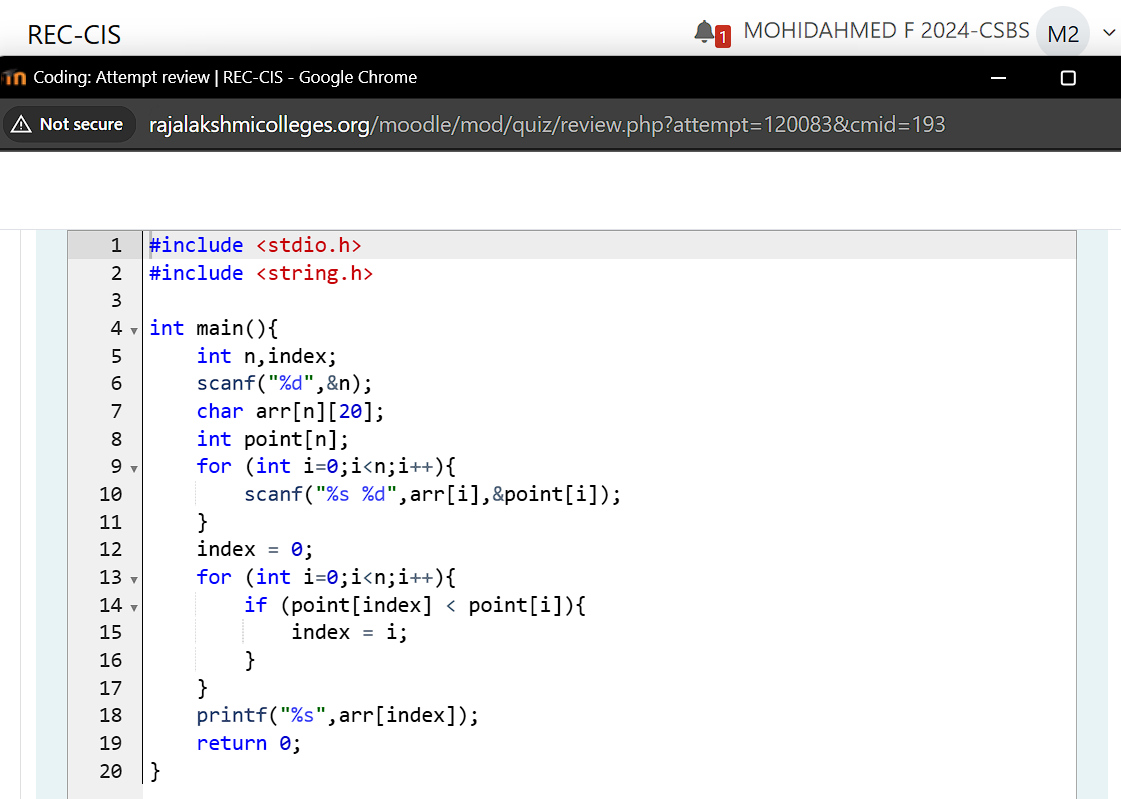 REC-CIS
1 MOHIDAHMED F 2024-CSBS M2
Coding: Attempt review | REC-CIS - Google Chrome
Not secure rajalakshmicolleges.org/moodle/mod/quiz/review.php?attempt=120083&cmid=193
1 #include <stdio.h>
2 #include <string.h>
3
4 int main(){
5     int n,index;
6     scanf("%d",&n);
7     char arr[n][20];
8     int point[n];
9     for (int i=0;i<n;i++){
10         scanf("%s %d",arr[i],&point[i]);
11     }
12     index = 0;
13     for (int i=0;i<n;i++){
14         if (point[index] < point[i]){
15             index = i;
16         }
17     }
18     printf("%s",arr[index]);
19     return 0;
20 }